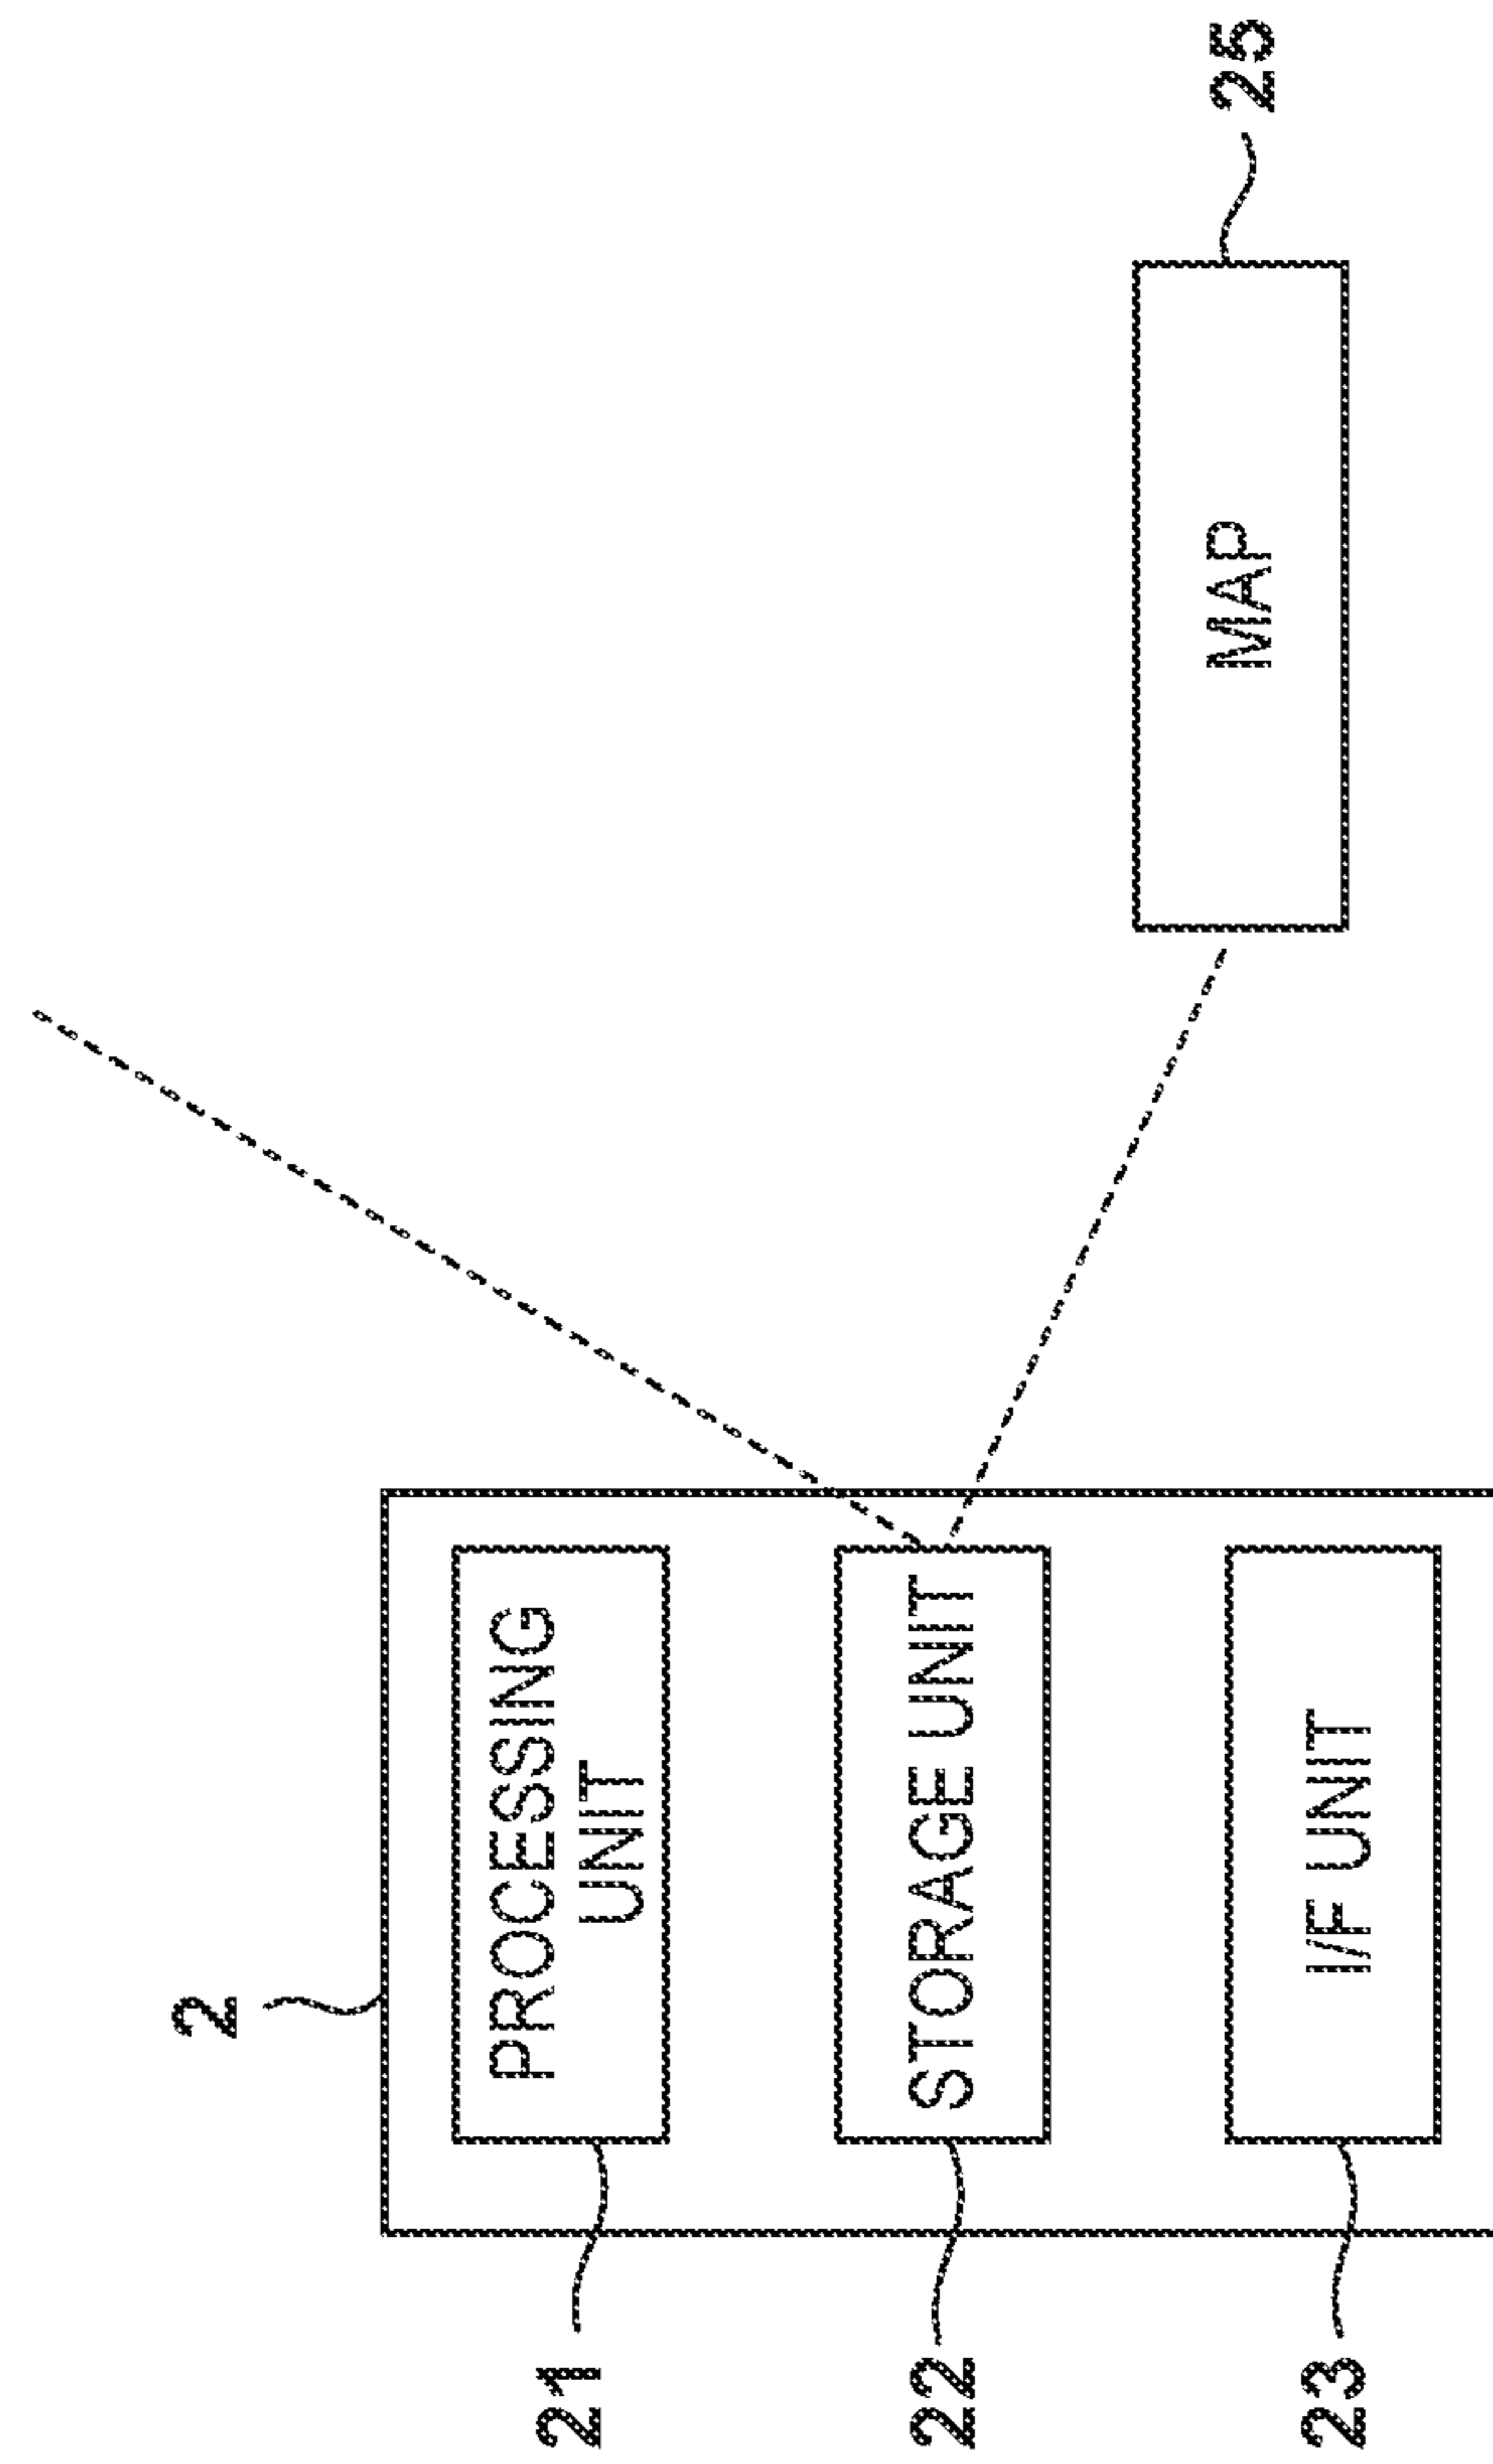 2
21
PROCESSING
UNIT
22
STORAGE UNIT
23
I/F UNIT
MAP
25